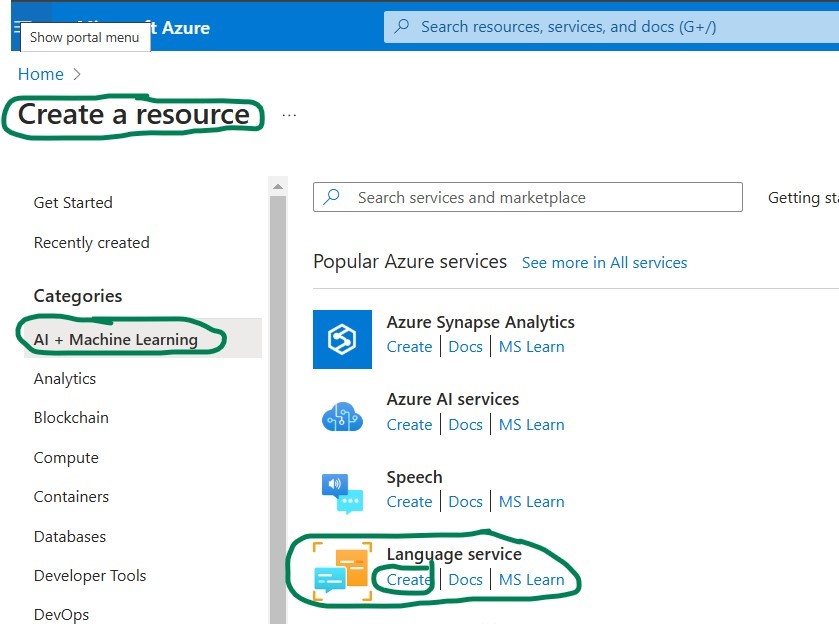 Microsoft Azure
Show portal menu
Search resources, services, and docs (G+/)
Home >
Create a resource ...
Get Started
Recently created
Categories
AI + Machine Learning
Analytics
Blockchain
Compute
Containers
Databases
Developer Tools
DevOps
Search services and marketplace
Getting
Popular Azure services See more in All services
Azure Synapse Analytics
Create | Docs | MS Learn
Azure AI services
Create | Docs | MS Learn
Speech
Create | Docs | MS Learn
Language service
Create | Docs | MS Learn